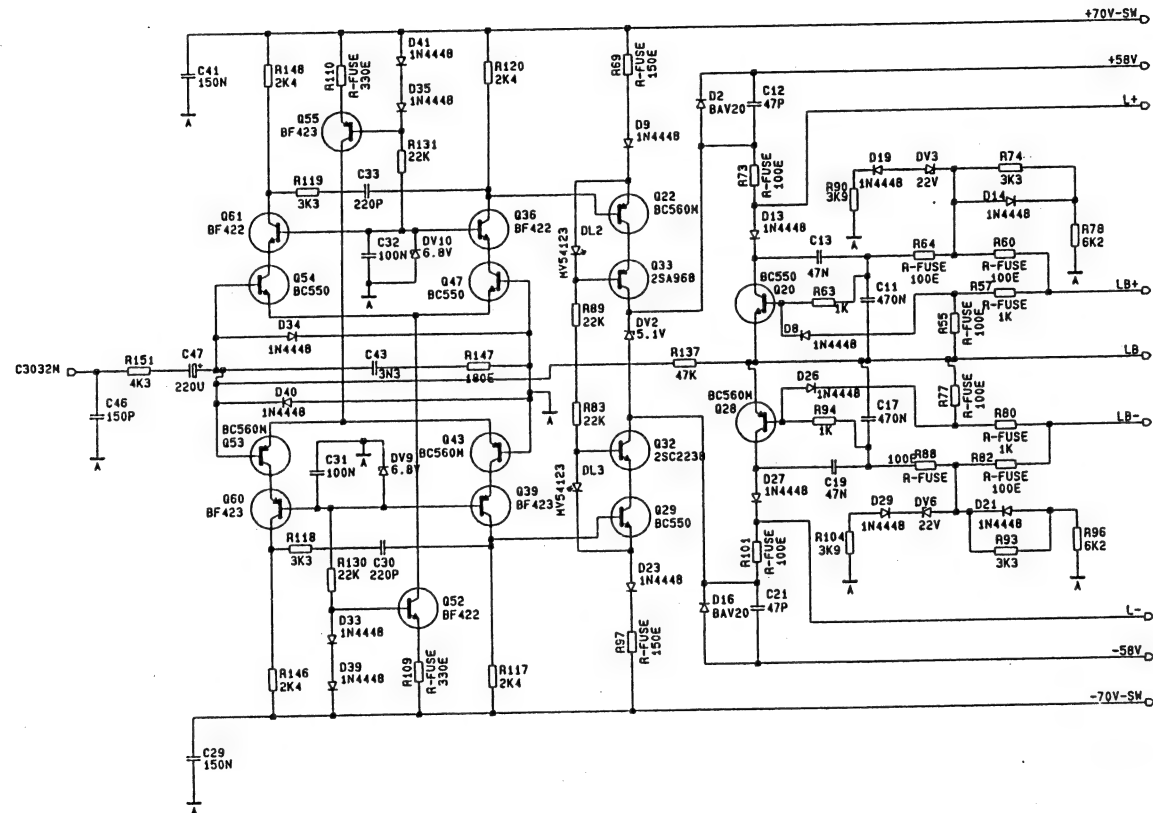 +70V-SW
C41
150N
A
R148
2K4
R110
R-FUSE
330E
D41
1N4448
D35
1N4448
R120
2K4
R69
R-FUSE
150E
+58V
D2
BAV20
C12
47P
L+
Q55
BF423
R131
22K
D9
1N4448
R73
R-FUSE
100E
R119
3K3
C33
220P
D19
1N4448
DV3
22V
R74
3K3
R90
3K9
A
D14
1N4448
R78
6K2
A
Q61
BF422
Q36
BF422
Q22
BC560M
D13
1N4448
C32
100N
A
DV10
6.8V
DL2
MV54123
C13
47N
R64
R-FUSE
100E
R60
R-FUSE
100E
Q54
BC550
Q47
BC550
Q33
2SA968
BC550
Q20
R63
1K
C11
470N
R57
R-FUSE
1K
LB+
R89
22K
DV2
5.1V
D8
1N4448
R55
R-FUSE
100E
D34
1N4448
C3032M
R151
4K3
C47
+
220U
C43
3N3
R147
180E
R137
47K
LB
C46
150P
A
D40
1N4448
A
D26
1N4448
R77
R-FUSE
100E
R83
22K
BC560M
Q28
R94
1K
C17
470N
R80
R-FUSE
1K
LB-
BC560M
Q53
C31
100N
A
DV9
6.8V
Q43
BC560M
Q32
2SC2238
100E
R88
R-FUSE
R82
R-FUSE
100E
DL3
MV54123
C19
47N
D27
1N4448
Q60
BF423
Q39
BF423
Q29
BC550
D29
1N4448
DV6
22V
D21
1N4448
R104
3K9
A
R93
3K3
R96
6K2
A
R118
3K3
C30
220P
R130
22K
R101
R-FUSE
100E
D23
1N4448
Q52
BF422
D16
BAV20
C21
47P
L-
D33
1N4448
D39
1N4448
R97
R-FUSE
150E
-58V
R146
2K4
R109
R-FUSE
330E
R117
2K4
-70V-SW
C29
150N
A